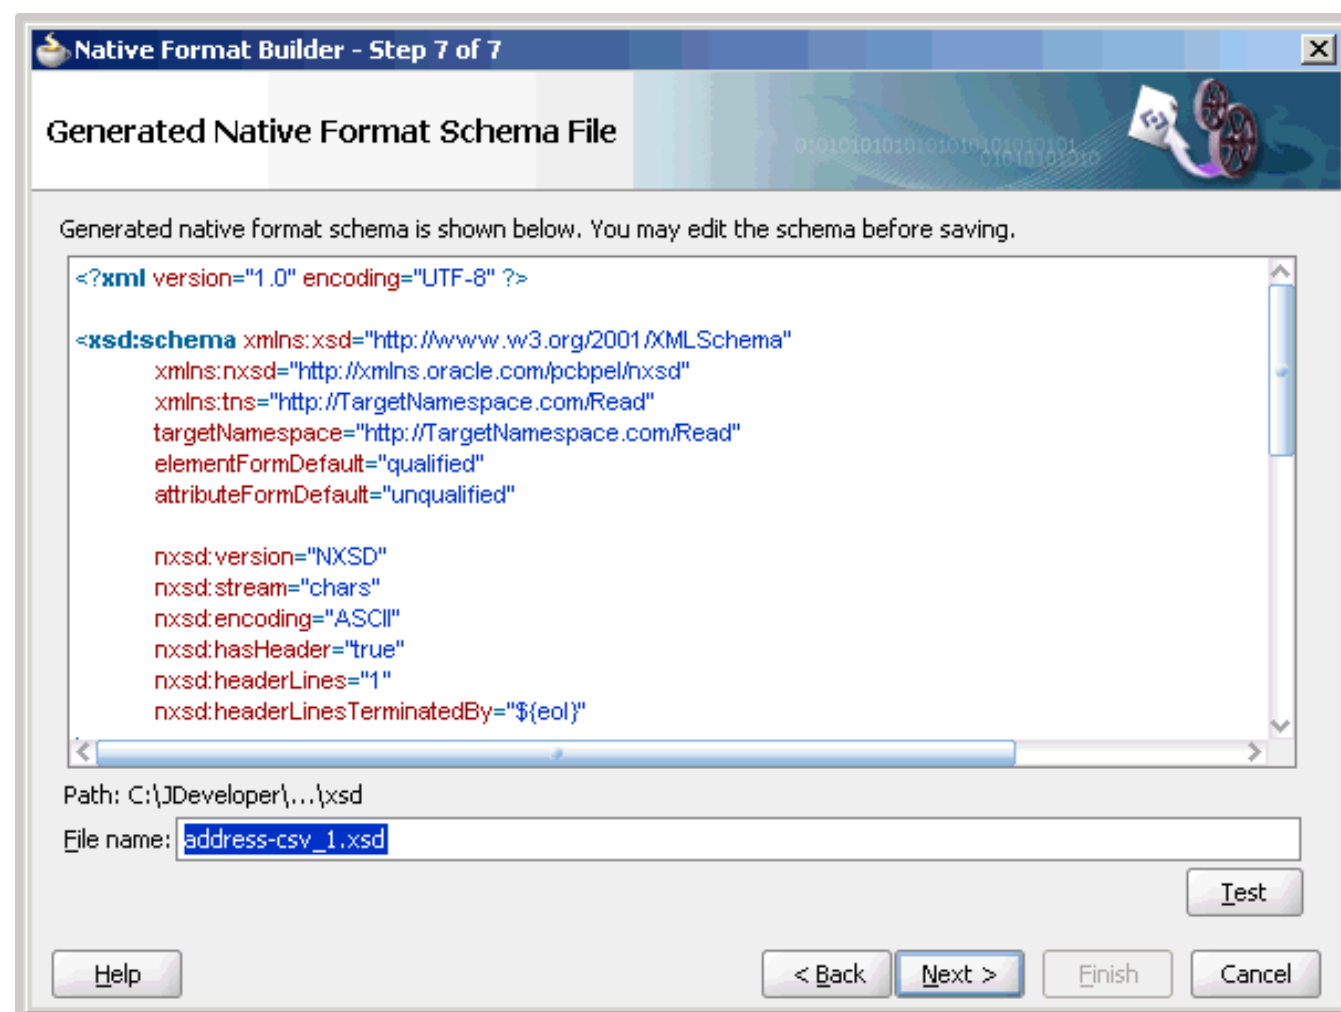 Native Format Builder - Step 7 of 7
Generated Native Format Schema File
Generated native format schema is shown below. You may edit the schema before saving.
<?xml version="1.0" encoding="UTF-8" ?>
<xsd:schema xmlns:xsd="http://www.w3.org/2001/XMLSchema"
xmlns:nxsd="http://xmlns.oracle.com/pcbpel/nxsd"
xmlns:tns="http://TargetNamespace.com/Read"
targetNamespace="http://TargetNamespace.com/Read"
elementFormDefault="qualified"
attributeFormDefault="unqualified"
nxsd:version="NXSD"
nxsd:stream="chars"
nxsd:encoding="ASCII"
nxsd:hasHeader="true"
nxsd:headerLines="1"
nxsd:headerLinesTerminatedBy="${eol}"
Path: C:\JDeveloper\...\xsd
File name: address-csv_1.xsd
Test
Help
< Back
Next >
Finish
Cancel